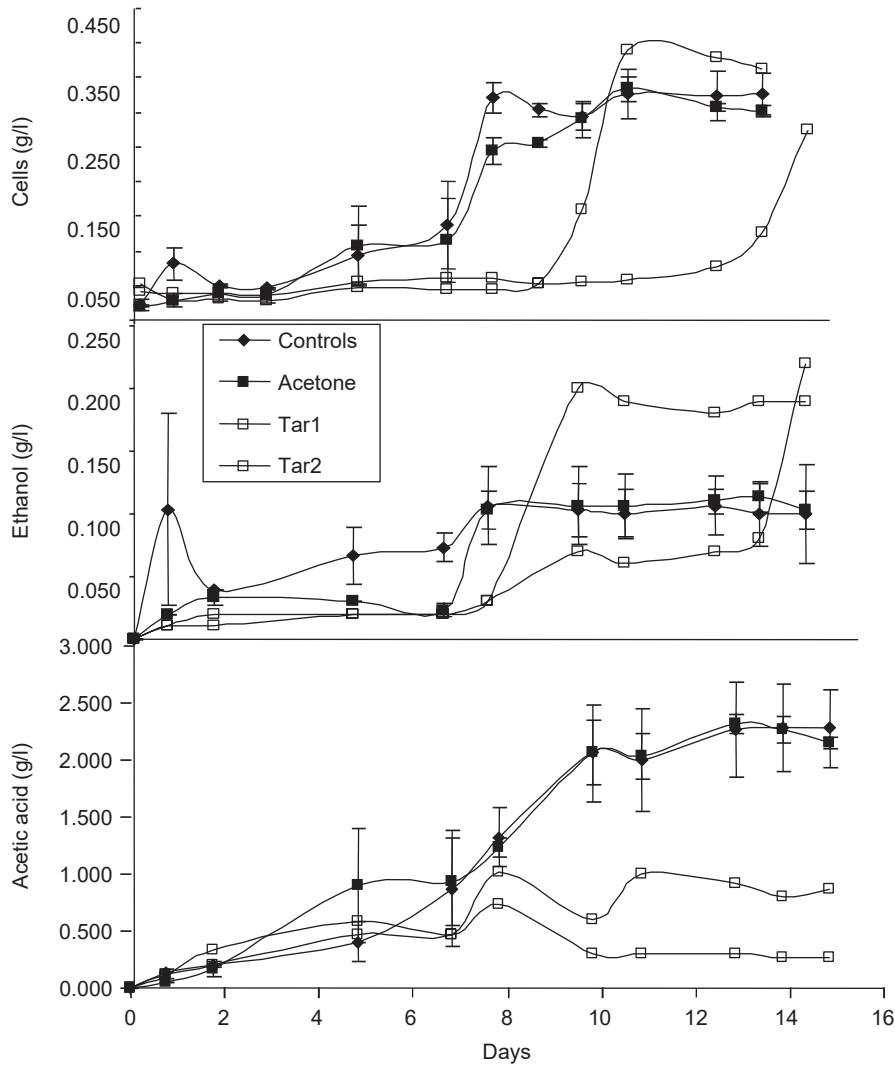 0.450
0.350
0.250
0.150
0.050
Cells (g/l)
0.250
0.200
0.150
0.100
0.050
Ethanol (g/l)
Controls
Acetone
Tar1
Tar2
3.000
2.500
2.000
1.500
1.000
0.500
0.000
Acetic acid (g/l)
0 2 4 6 8 10 12 14 16
Days